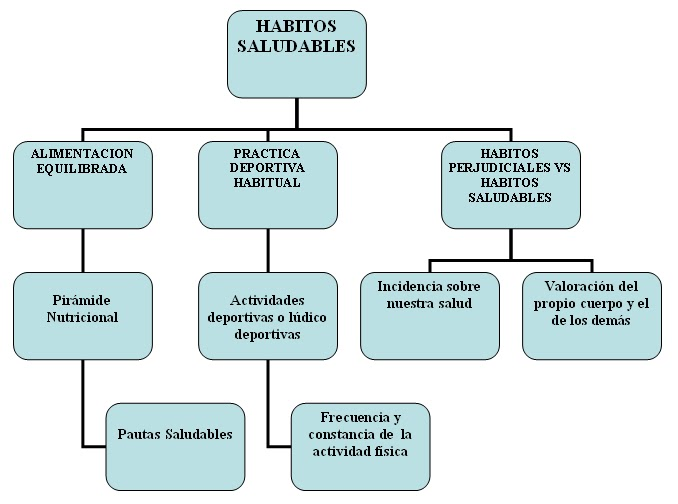 HABITOS
SALUDABLES
ALIMENTACION
EQUILIBRADA
PRACTICA
DEPORTIVA
HABITUAL
HABITOS
PERJUDICIALES VS
HABITOS
SALUDABLES
Pirámide
Nutricional
Actividades
deportivas o lúdico
deportivas
Incidencia sobre
nuestra salud
Valoración del
propio cuerpo y el
de los demás
Pautas Saludables
Frecuencia y
constancia de la
actividad física